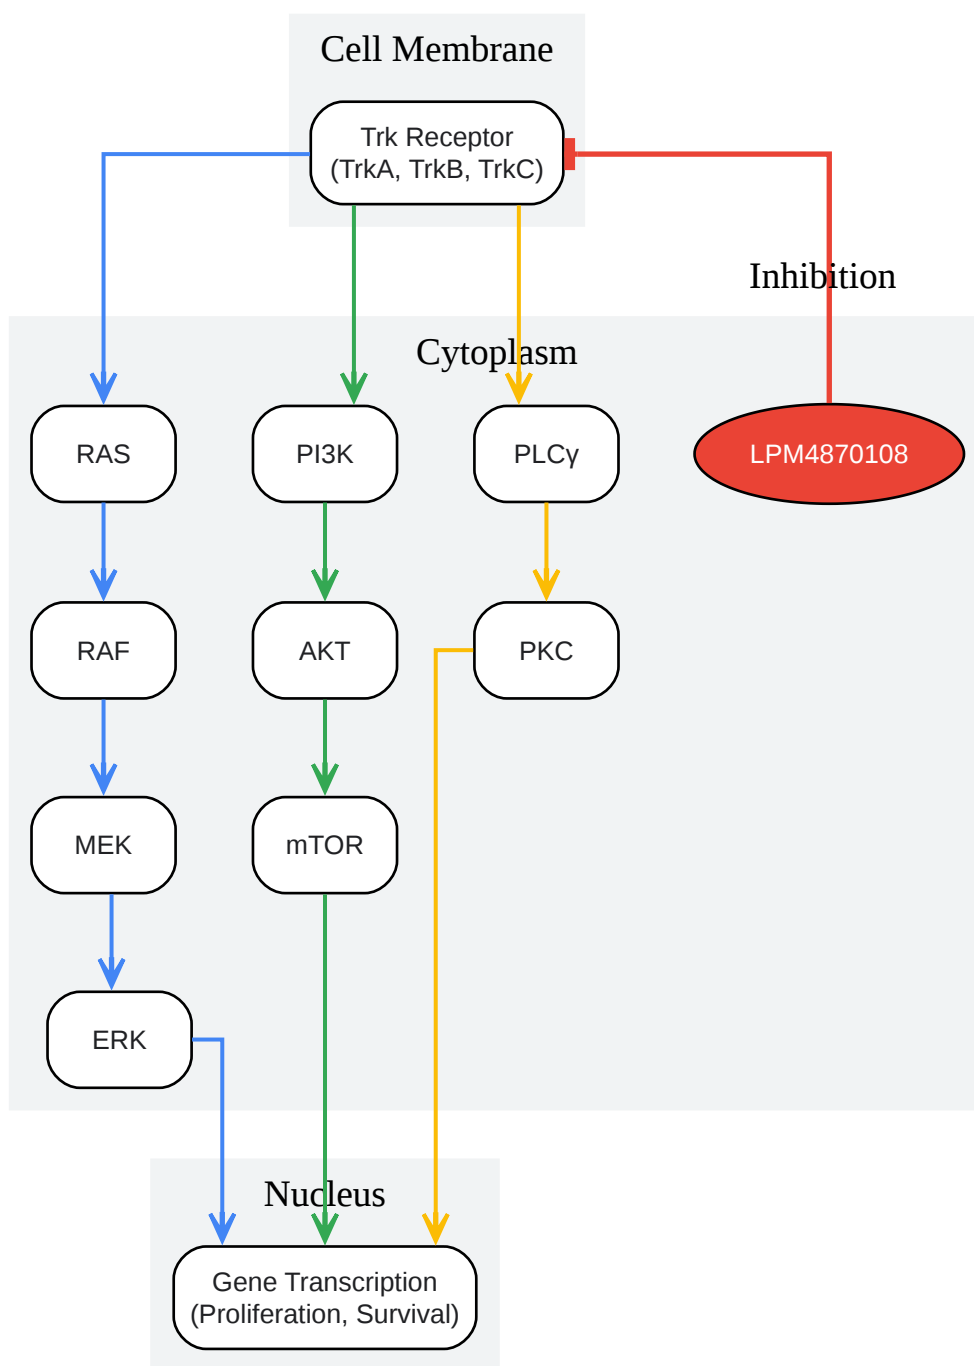 Cell Membrane
Trk Receptor
(TrkA, TrkB, TrkC)
Inhibition
Cytoplasm
RAS
PI3K
PLCγ
LPM4870108
RAF
AKT
PKC
MEK
mTOR
ERK
Nucleus
Gene Transcription
(Proliferation, Survival)